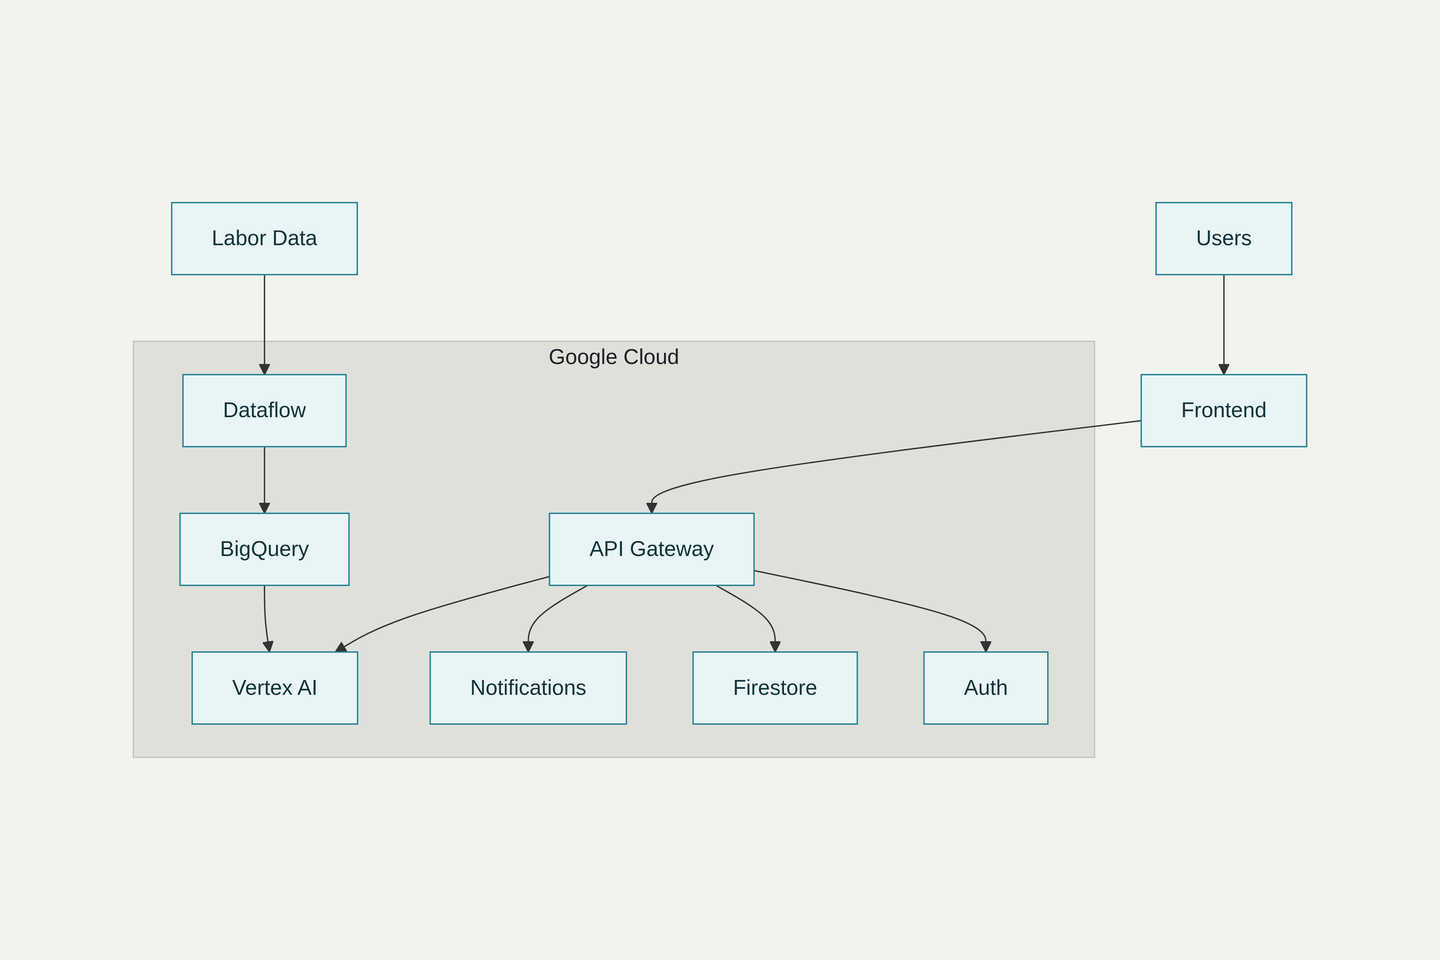 Labor Data
Users
Google Cloud
Dataflow
Frontend
BigQuery
API Gateway
Vertex AI
Notifications
Firestore
Auth